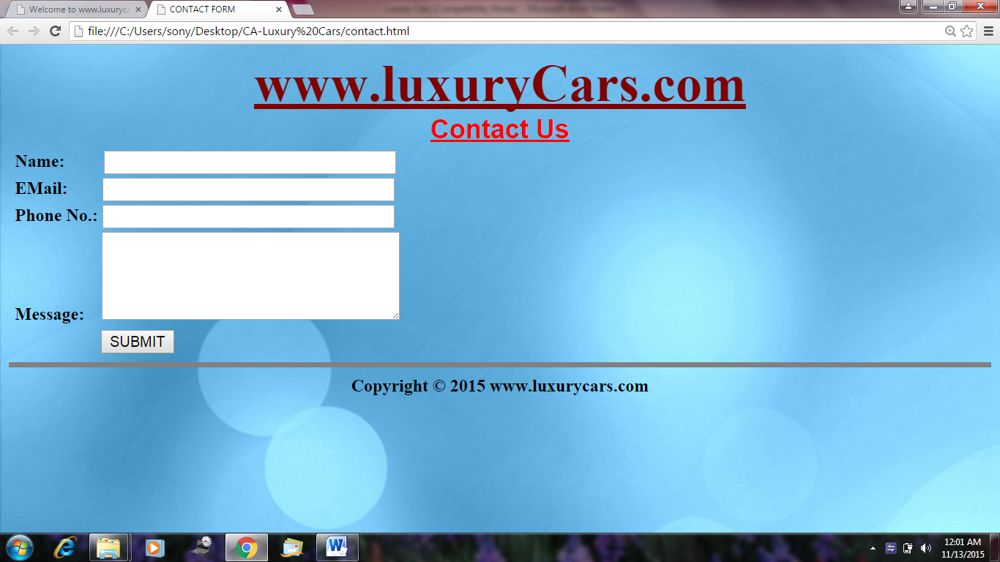 Welcome to www.luxuryca
CONTACT FORM
file:///C:/Users/sony/Desktop/CA-Luxury%20Cars/contact.html
www.luxuryCars.com
Contact Us
Name:
EMail:
Phone No.:
Message:
SUBMIT
Copyright © 2015 www.luxurycars.com
12:01 AM
11/13/2015